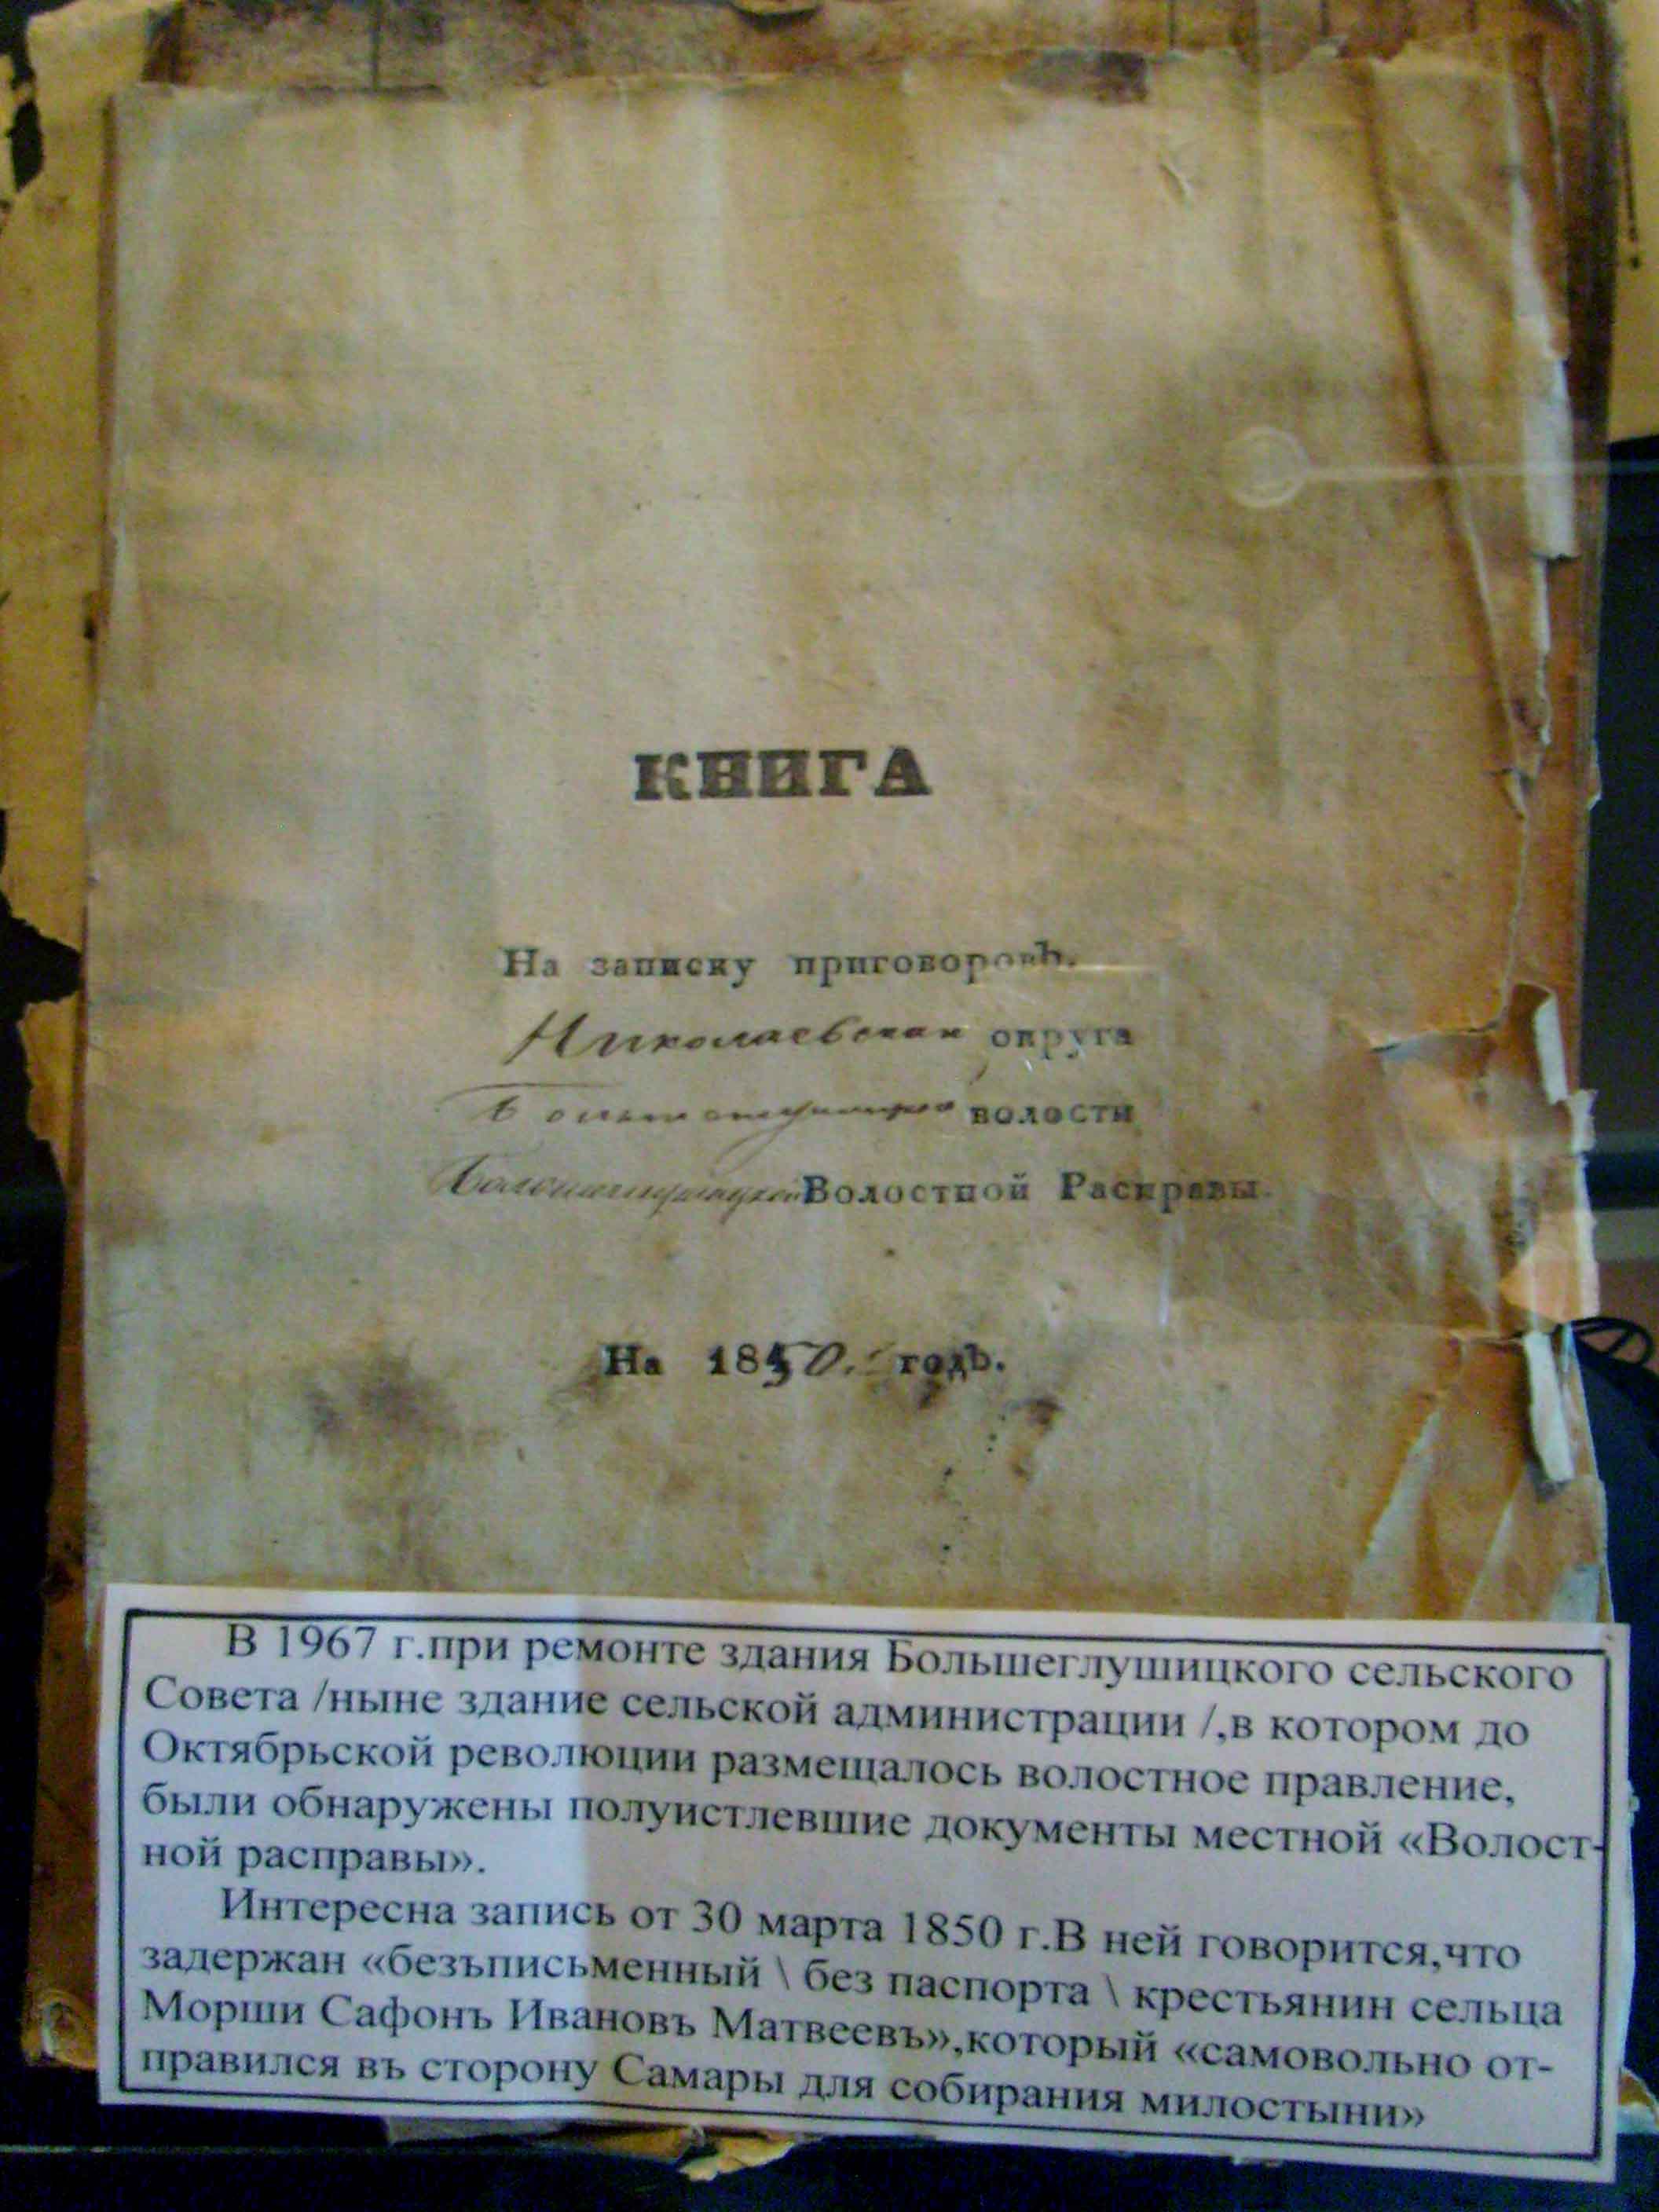 КНИГА
На записку приговоровъ.
Николаевскаго округа
волости
Волостной Расправы.
На 1850. годъ.
В 1967 г.при ремонте здания Большеглушицкого сельского
Совета /ныне здание сельской администрации /,в котором до
Октябрьской революции размещалось волостное правление,
были обнаружены полуистлевшие документы местной «Волост-
ной расправы».
Интересна запись от 30 марта 1850 г.В ней говорится,что
задержан «безъписьменный \ без паспорта \ крестьянин сельца
Морши Сафонъ Ивановъ Матвеевъ»,который «самовольно от-
правился въ сторону Самары для собирания милостыни»